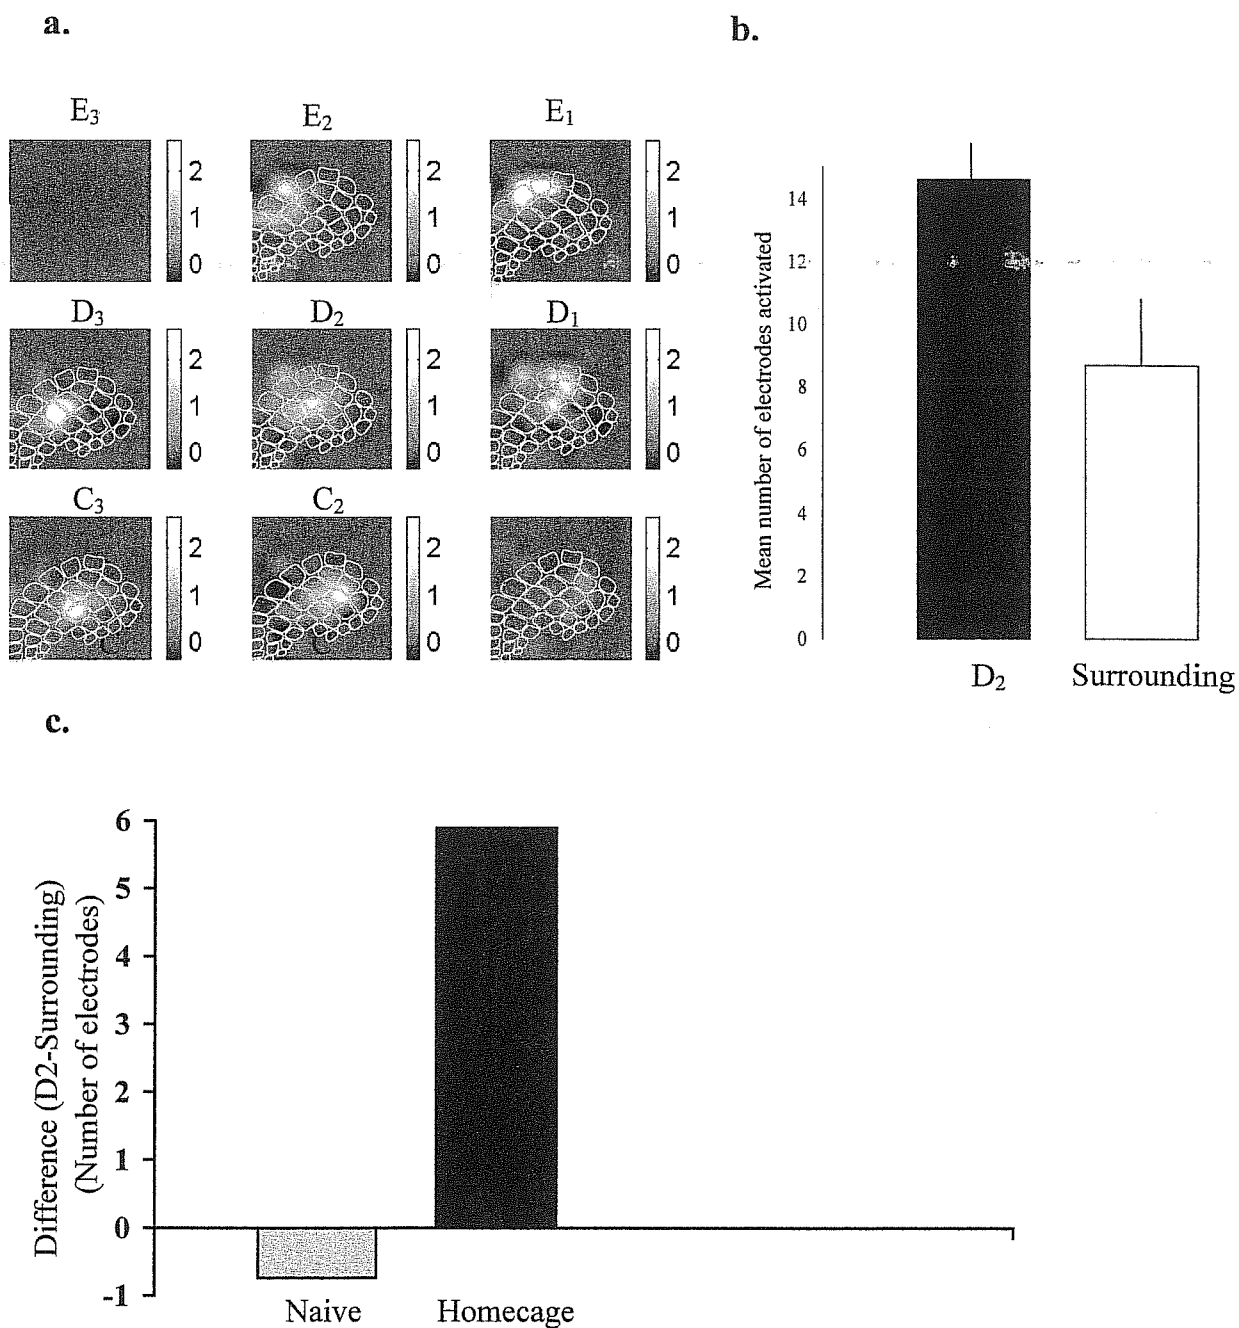 a.
b.
E3
E2
E1
2
1
0
2
1
0
2
1
0
D3
D2
D1
2
1
0
2
1
0
2
1
0
C3
C2
2
1
0
2
1
0
2
1
0
Mean number of electrodes activated
14
12
10
8
6
4
2
0
D2
Surrounding
c.
Difference (D2-Surrounding)
(Number of electrodes)
6
5
4
3
2
1
0
-1
Naive
Homecage